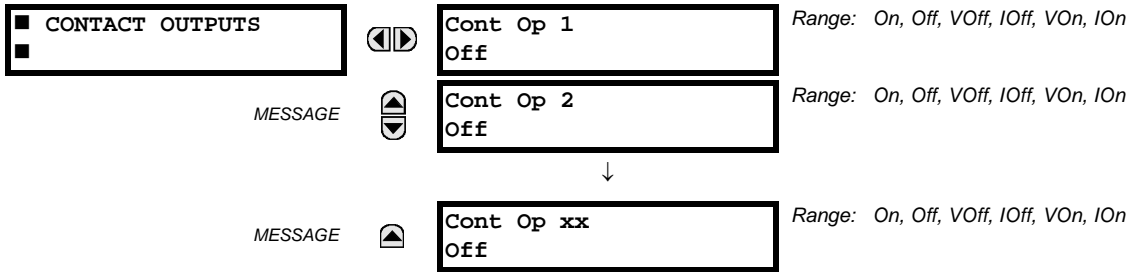 ■ CONTACT OUTPUTS
■
Cont Op 1
Off
Range: On, Off, VOff, IOff, VOn, IOn
MESSAGE
Cont Op 2
Off
Range: On, Off, VOff, IOff, VOn, IOn
↓
MESSAGE
Cont Op xx
Off
Range: On, Off, VOff, IOff, VOn, IOn